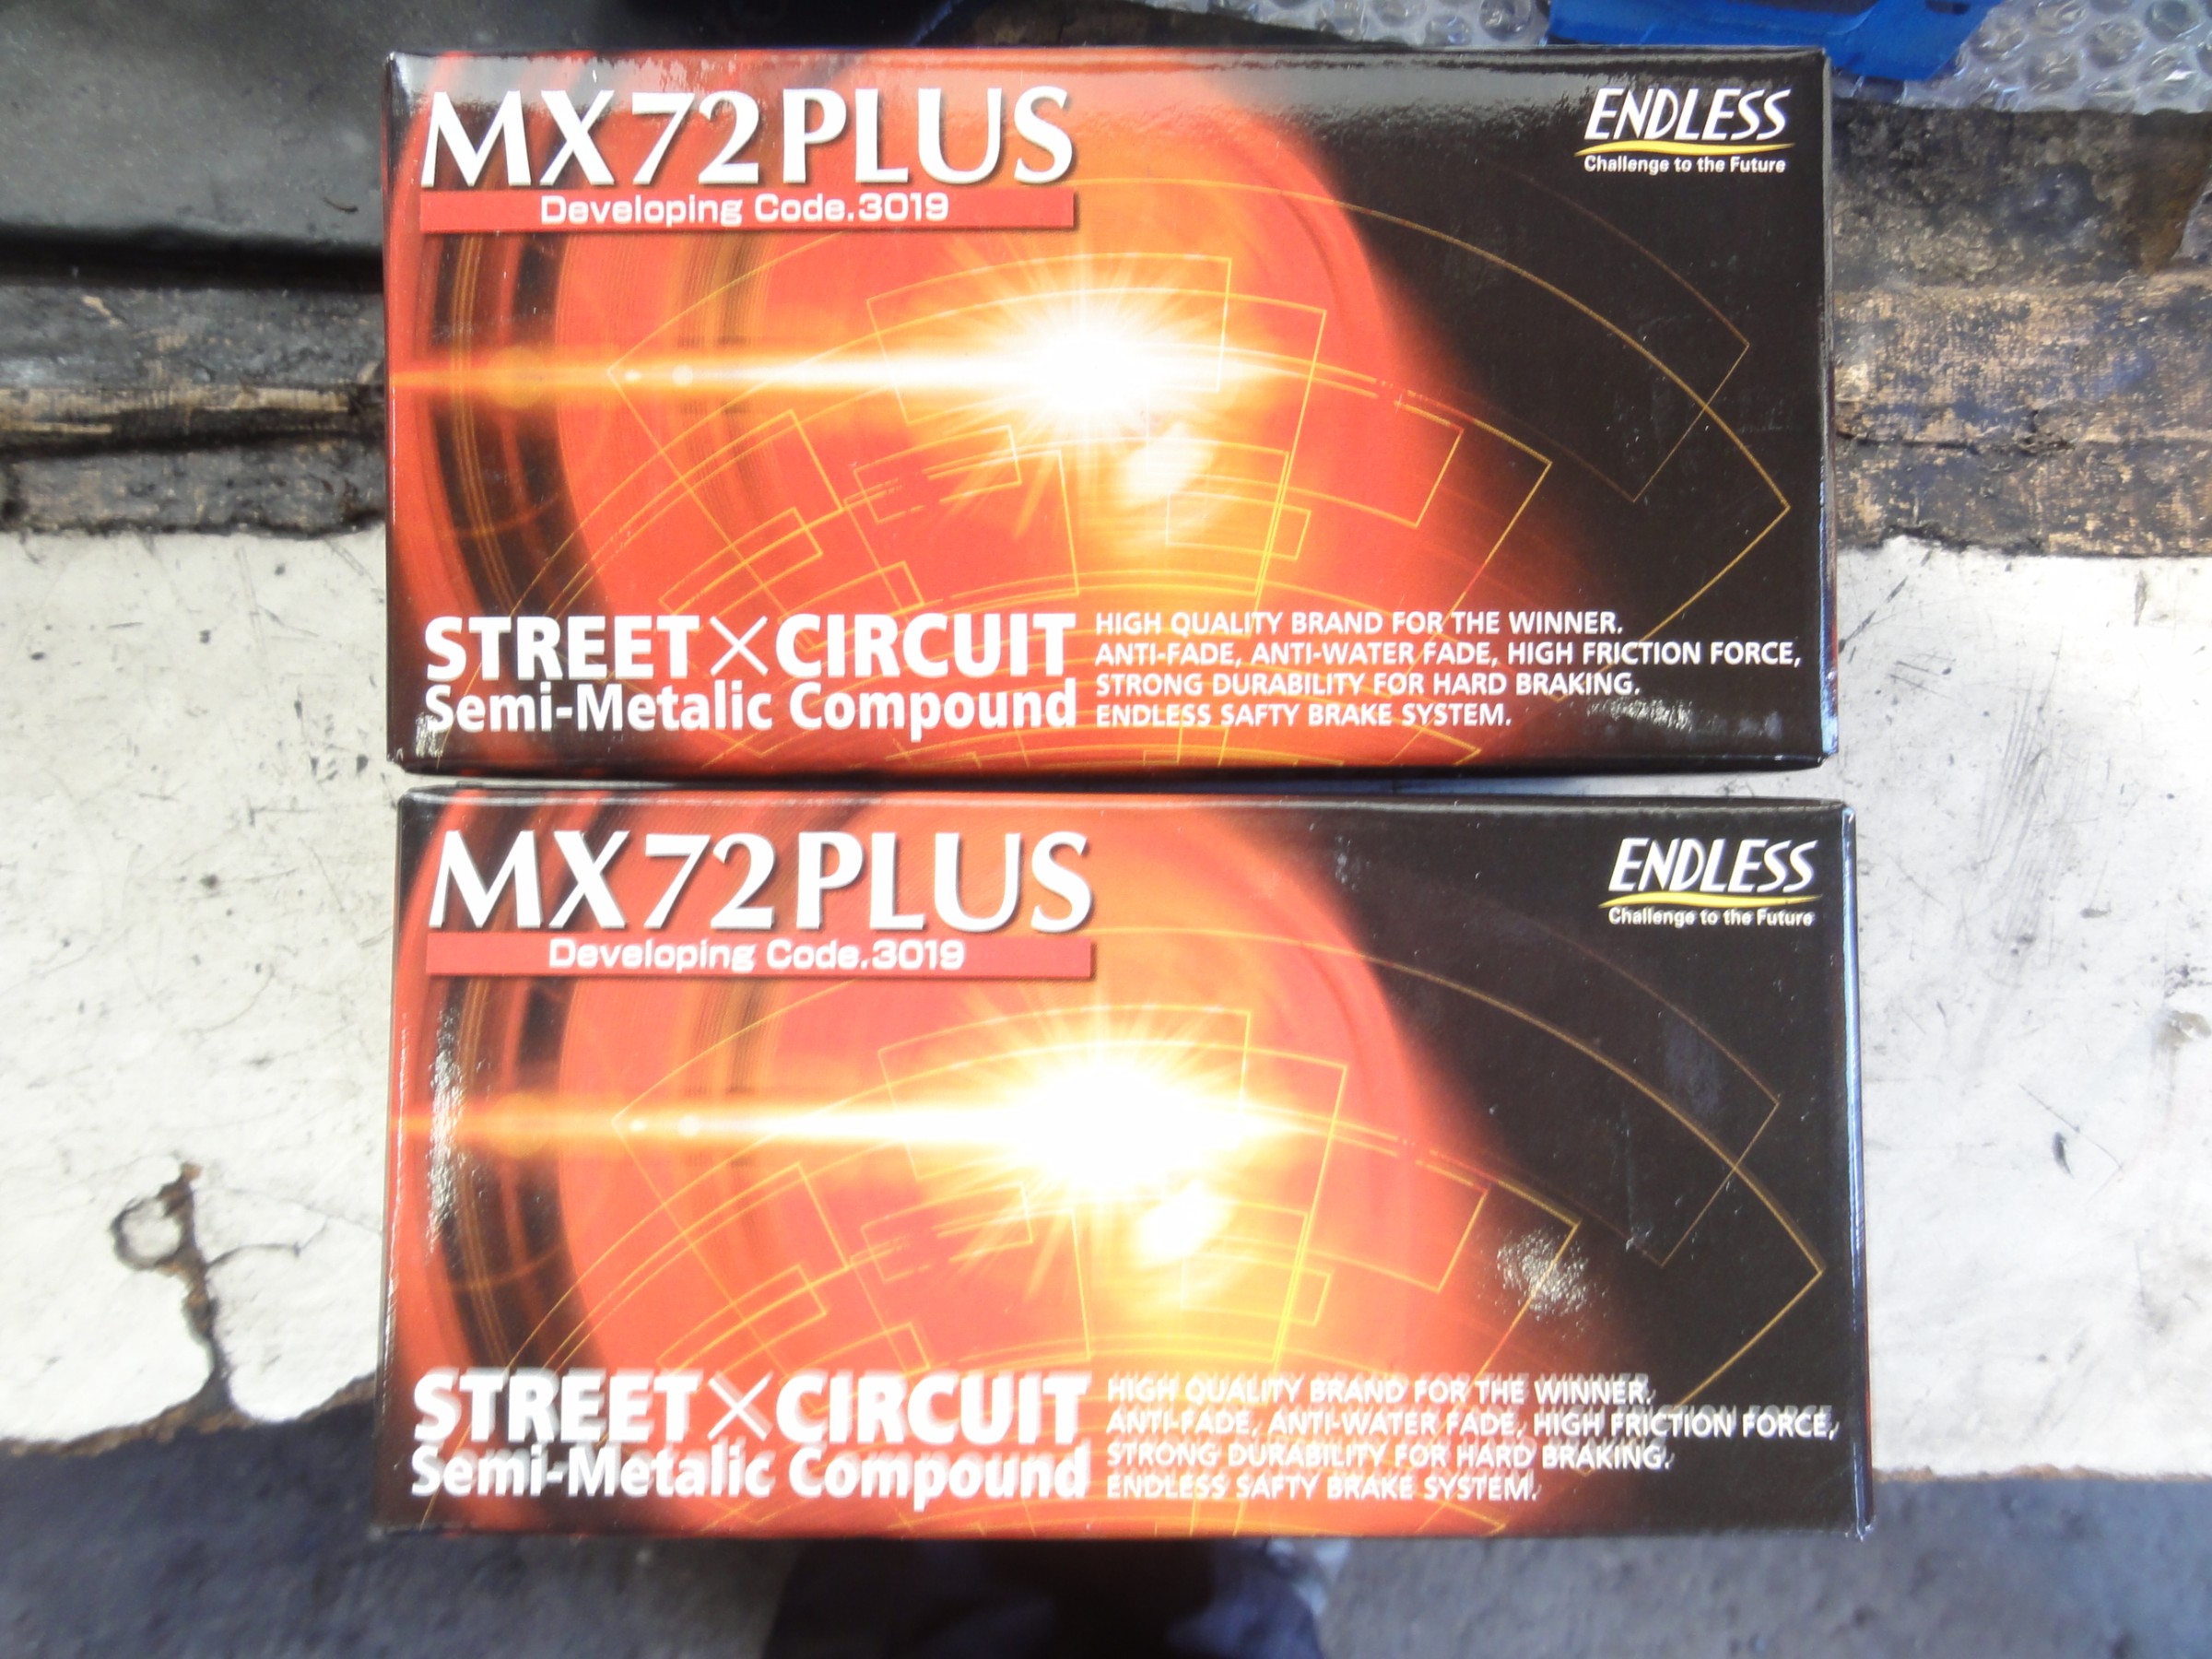 MX72PLUS
Developing Code.3019
ENDLESS
Challenge to the Future
STREET×CIRCUIT
Semi-Metalic Compound
HIGH QUALITY BRAND FOR THE WINNER.
ANTI-FADE, ANTI-WATER FADE, HIGH FRICTION FORCE,
STRONG DURABILITY FOR HARD BRAKING.
ENDLESS SAFTY BRAKE SYSTEM.
MX72PLUS
Developing Code.3019
ENDLESS
Challenge to the Future
STREET×CIRCUIT
Semi-Metalic Compound
HIGH QUALITY BRAND FOR THE WINNER.
ANTI-FADE, ANTI-WATER FADE, HIGH FRICTION FORCE,
STRONG DURABILITY FOR HARD BRAKING.
ENDLESS SAFTY BRAKE SYSTEM.